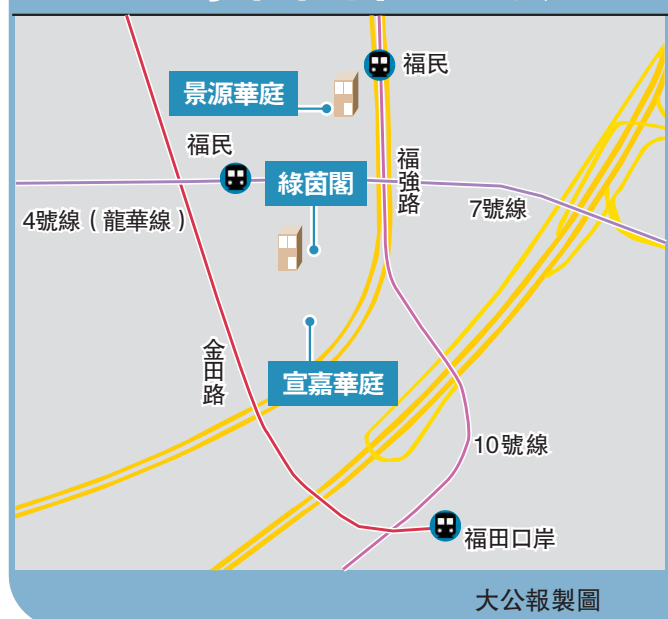 福民
景源華庭
福民
綠茵閣
福強路
4號線（龍華線）
7號線
金田路
宣嘉華庭
10號線
福田口岸
大公報製圖